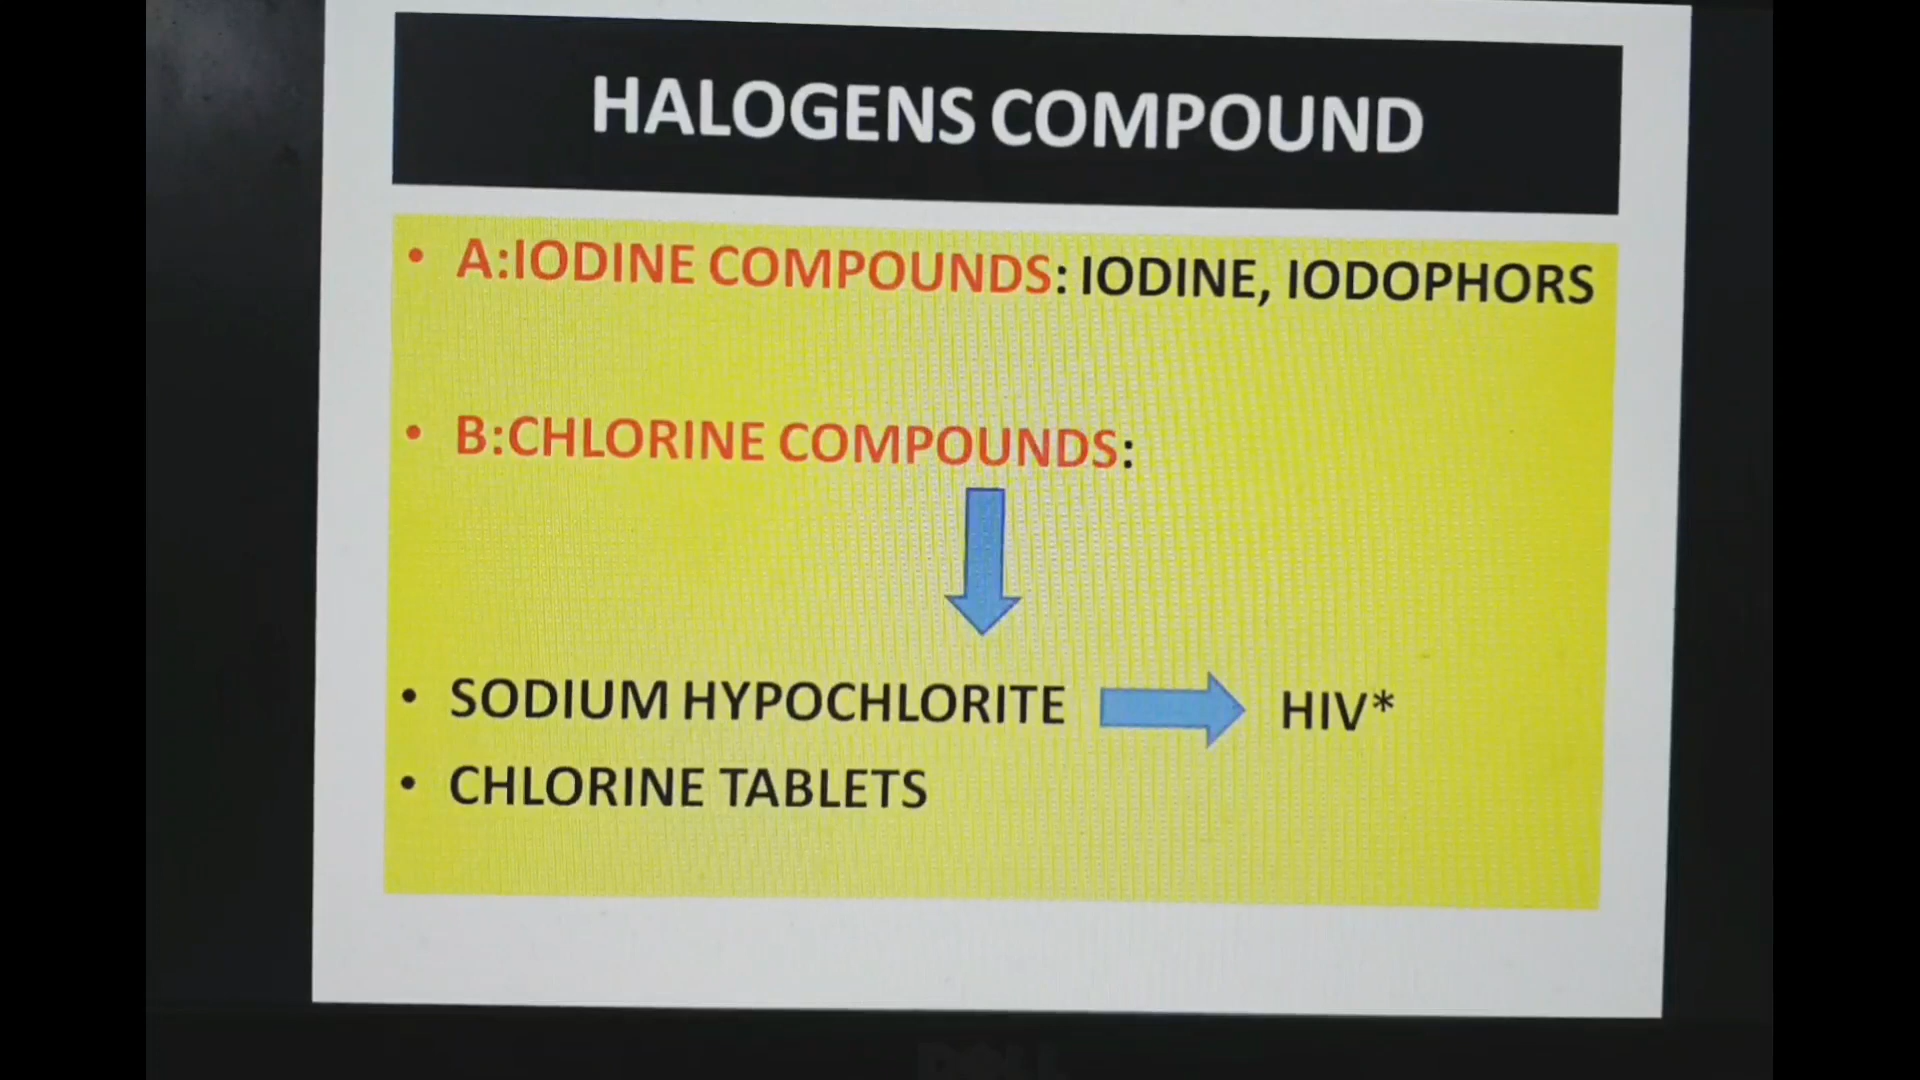 HALOGENS COMPOUND
• A:IODINE COMPOUNDS: IODINE, IODOPHORS
• B:CHLORINE COMPOUNDS:
• SODIUM HYPOCHLORITE HIV*
• CHLORINE TABLETS